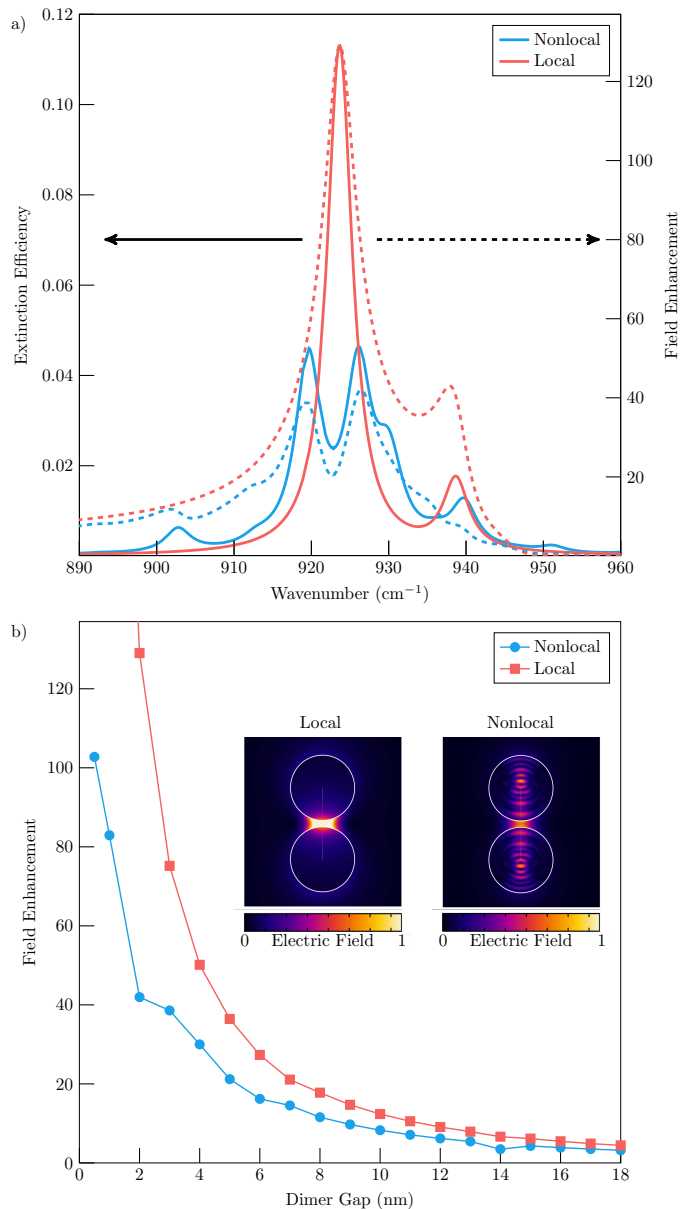 a)
0.12
0.10
0.08
0.06
0.04
0.02
Extinction Efficiency
Nonlocal
Local
120
100
80
60
40
20
Field Enhancement
890 900 910 920 930 940 950 960
Wavenumber (cm⁻¹)
b)
Nonlocal
Local
120
100
80
60
40
20
0
Field Enhancement
Local
Nonlocal
0 Electric Field 1
0 Electric Field 1
0 2 4 6 8 10 12 14 16 18
Dimer Gap (nm)